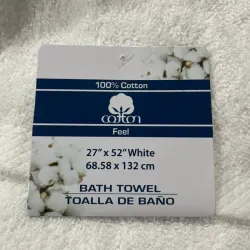 100% Cotton
cotton
Feel
27" x 52" White
68.58 x 132 cm
BATH TOWEL
TOALLA DE BAÑO